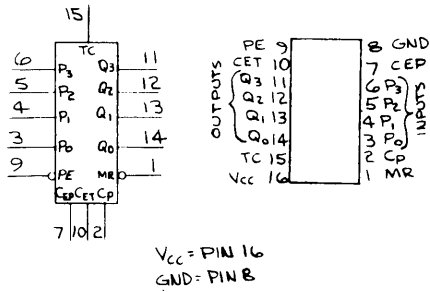 15
TC
6 P3 Q3 11
5 P2 Q2 12
4 P1 Q1 13
3 P0 Q0 14
9 PE MR 1
CEP CET CP
7 10 2
PE 9 8 GND
CET 10 7 CEP
Q3 11 6 P3
Q2 12 5 P2
Q1 13 4 P1
Q0 14 3 P0
OUTPUTS
INPUTS
TC 15 2 CP
VCC 16 1 MR
VCC = PIN 16
GND = PIN 8